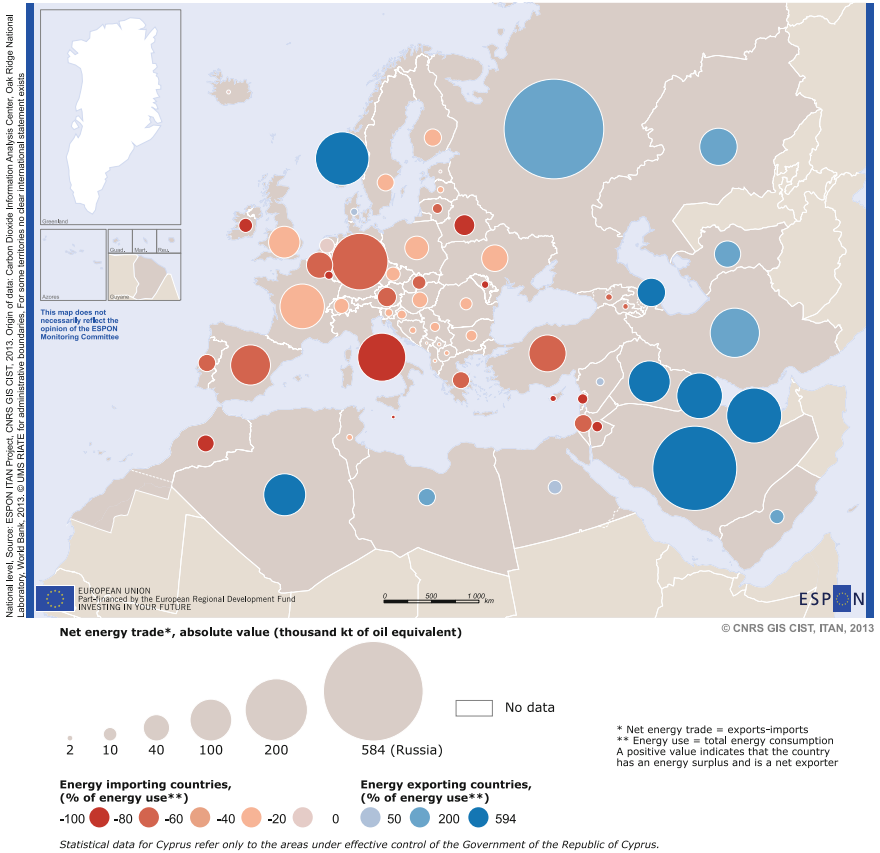 National level, Source: ESPON ITAN Project, CNRS GIS CIST, 2013. Origin of data: Carbon Dioxide Information Analysis Center, Oak Ridge National
Laboratory, World Bank, 2013. © UMS RIATE for administrative boundaries. For some territories no clear international statement exists
Greenland
Guad. Mart. Reu.
Azores
Guyane
This map does not
necessarily reflect the
opinion of the ESPON
Monitoring Committee
EUROPEAN UNION
Part-financed by the European Regional Development Fund
INVESTING IN YOUR FUTURE
0 500 1 000
km
ESPON
© CNRS GIS CIST, ITAN, 2013
Net energy trade*, absolute value (thousand kt of oil equivalent)
2 10 40 100 200 584 (Russia)
No data
* Net energy trade = exports-imports
** Energy use = total energy consumption
A positive value indicates that the country
has an energy surplus and is a net exporter
Energy importing countries,
(% of energy use**)
-100 -80 -60 -40 -20 0
Energy exporting countries,
(% of energy use**)
50 200 594
Statistical data for Cyprus refer only to the areas under effective control of the Government of the Republic of Cyprus.